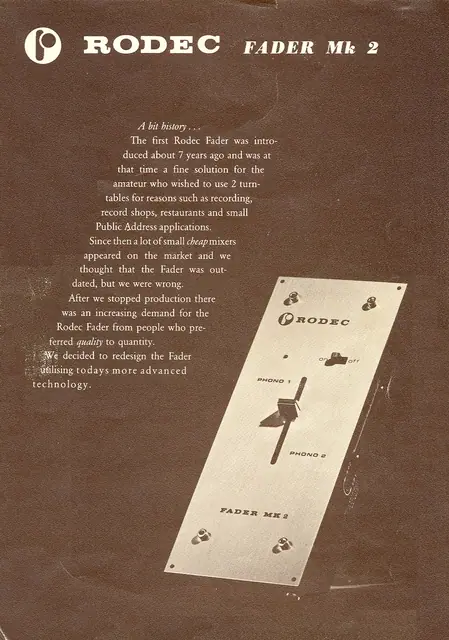 RODEC FADER Mk 2
A bit history . . .
The first Rodec Fader was intro-
duced about 7 years ago and was at
that time a fine solution for the
amateur who wished to use 2 turn-
tables for reasons such as recording,
record shops, restaurants and small
Public Address applications.
Since then a lot of small cheap mixers
appeared on the market and we
thought that the Fader was out-
dated, but we were wrong.
After we stopped production there
was an increasing demand for the
Rodec Fader from people who pre-
ferred quality to quantity.
We decided to redesign the Fader
utilising todays more advanced
technology.
RODEC
on off
PHONO 1
PHONO 2
FADER MK2